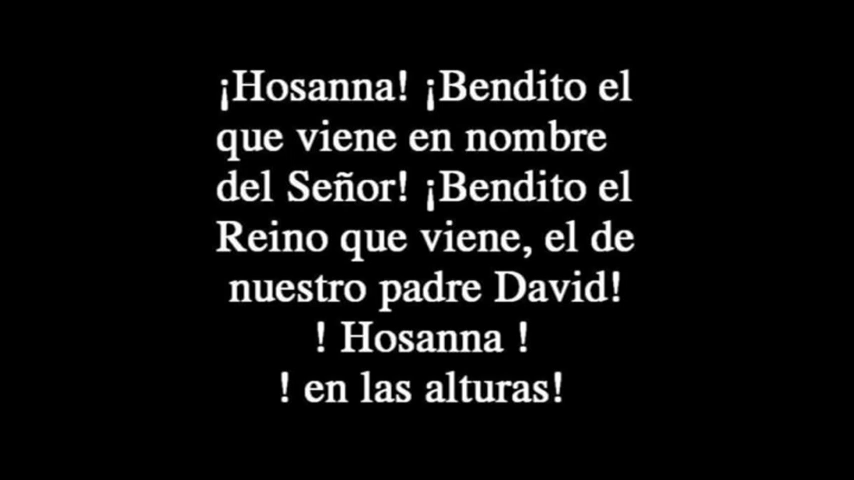 ¡Hosanna! ¡Bendito el
que viene en nombre
del Señor! ¡Bendito el
Reino que viene, el de
nuestro padre David!
! Hosanna !
! en las alturas!